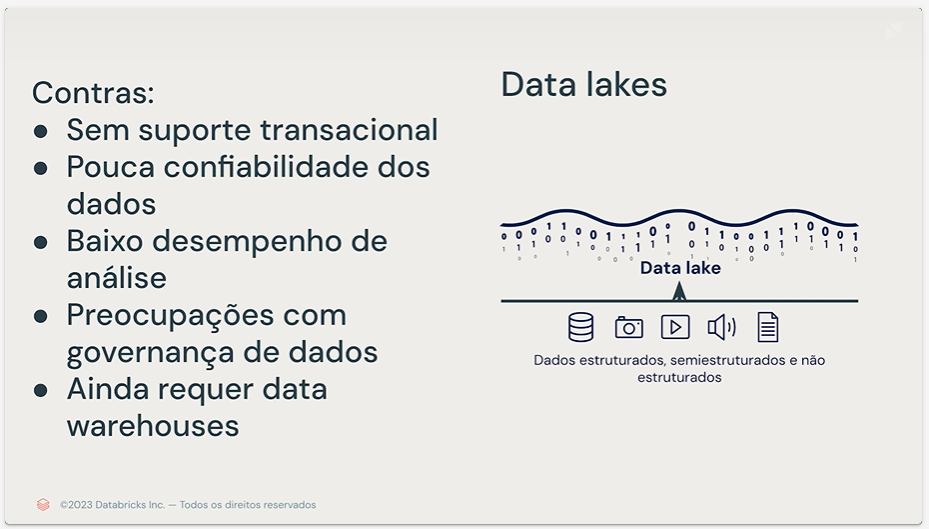 Contras:
● Sem suporte transacional
● Pouca confiabilidade dos
dados
● Baixo desempenho de
análise
● Preocupações com
governança de dados
● Ainda requer data
warehouses
Data lakes
Data lake
Dados estruturados, semiestruturados e não
estruturados
©2023 Databricks Inc. — Todos os direitos reservados